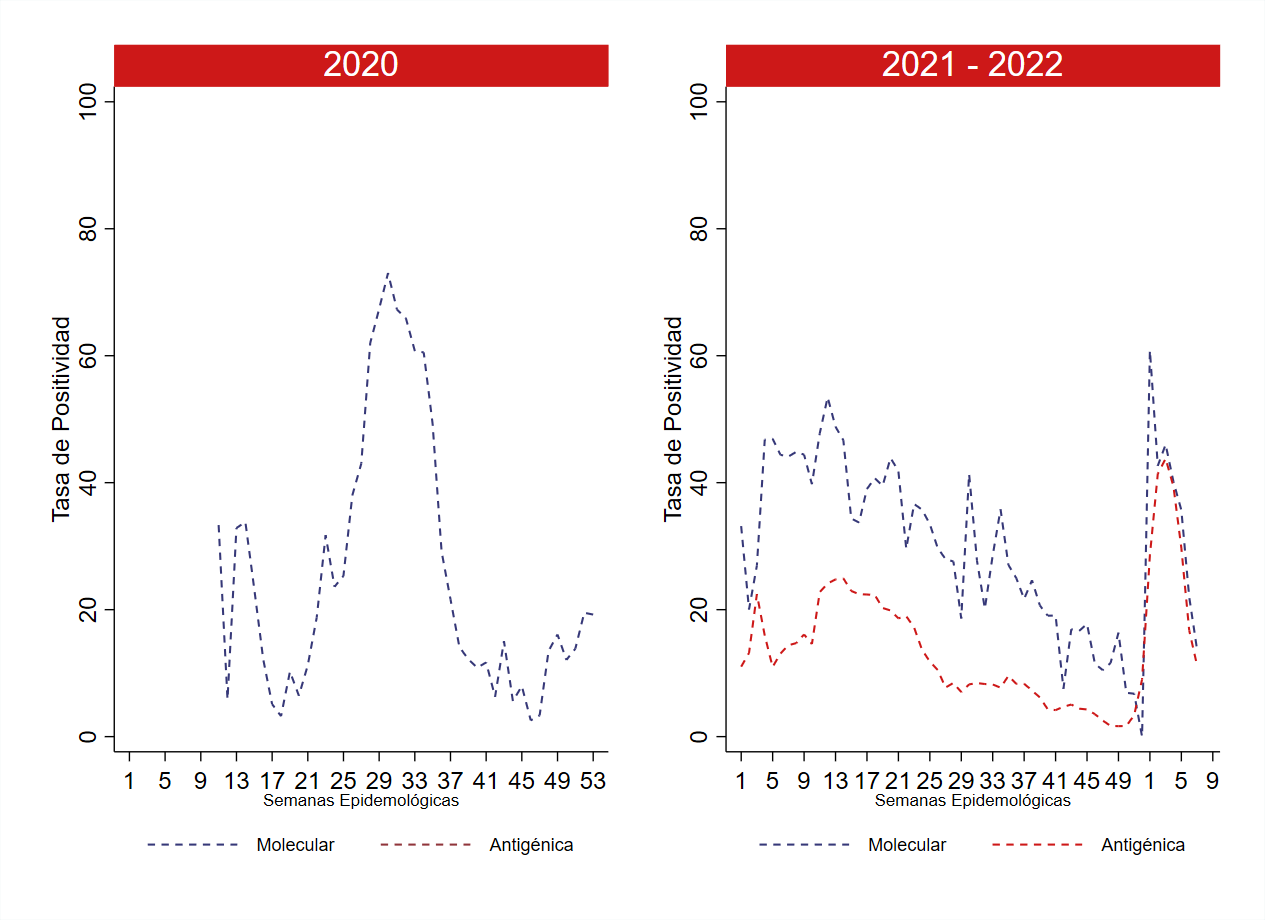 2020
100
80
60
40
20
0
Tasa de Positividad
1 5 9 13 17 21 25 29 33 37 41 45 49 53
Semanas Epidemológicas
Molecular Antigénica
2021 - 2022
100
80
60
40
20
0
Tasa de Positividad
1 5 9 13 17 21 25 29 33 37 41 45 49 1 5 9
Semanas Epidemológicas
Molecular Antigénica